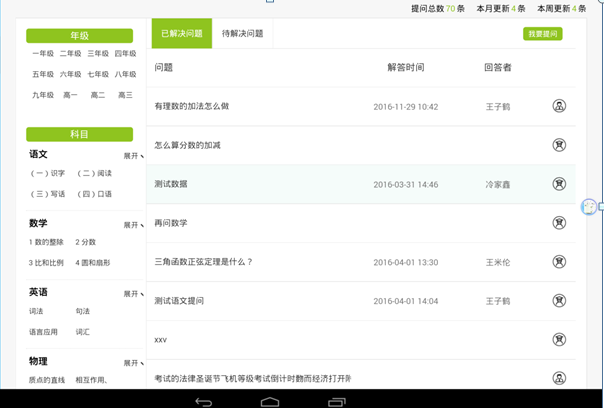 提问总数 70 条 本月更新 4 条 本周更新 4 条
年级
一年级 二年级 三年级 四年级
五年级 六年级 七年级 八年级
九年级 高一 高二 高三
科目
语文 展开
（一）识字 （二）阅读
（三）写话 （四）口语
数学 展开
1 数的整除 2 分数
3 比和比例 4 圆和扇形
英语 展开
词法 句法
语言应用 词汇
物理 展开
质点的直线 相互作用,
已解决问题 待解决问题 我要提问
问题 解答时间 回答者
有理数的加法怎么做 2016-11-29 10:42 王子鹤
怎么算分数的加减
测试数据 2016-03-31 14:46 冷家鑫
再问数学
三角函数正弦定理是什么？ 2016-04-01 13:30 王米伦
测试语文提问 2016-04-01 14:04 王子鹤
xxv
考试的法律圣诞节飞机等级考试倒计时翻而经济打开